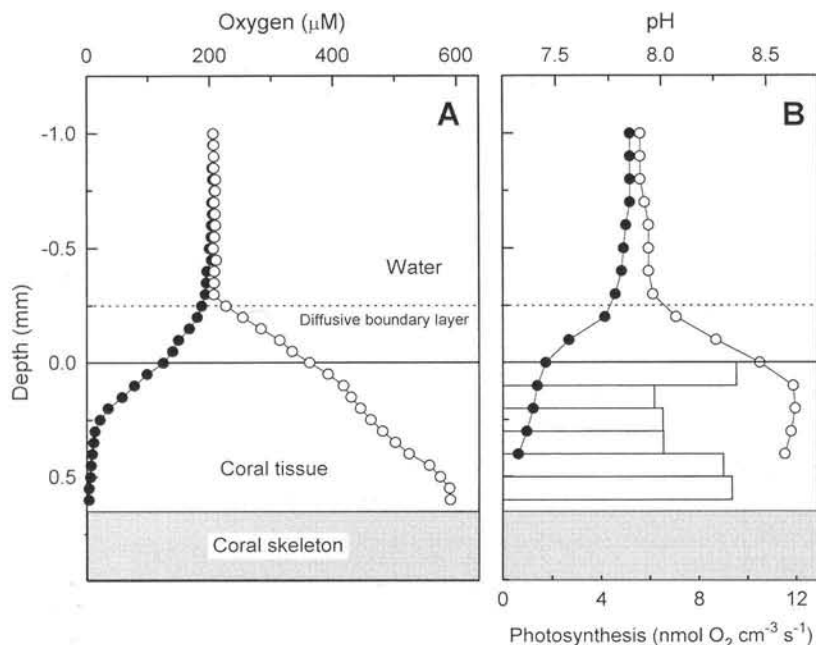 Oxygen (µM)
0 200 400 600
pH
7.5 8.0 8.5
A
B
-1.0
-0.5
0.0
0.5
Depth (mm)
Water
Diffusive boundary layer
Coral tissue
Coral skeleton
0 4 8 12
Photosynthesis (nmol O₂ cm⁻³ s⁻¹)